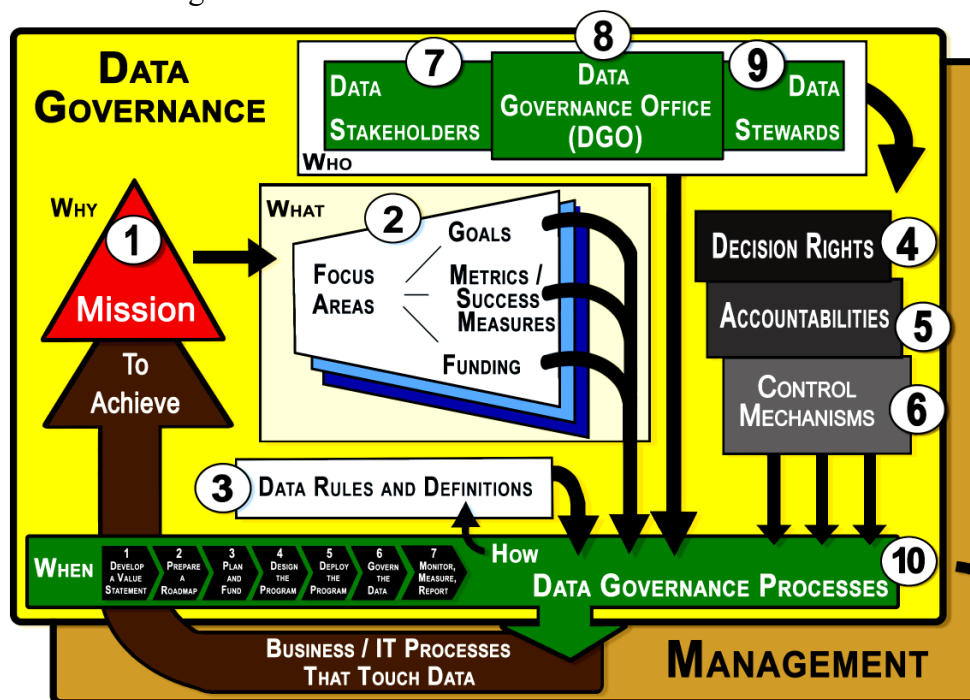 DATA
GOVERNANCE
7
8
9
DATA
STAKEHOLDERS
DATA
GOVERNANCE OFFICE
(DGO)
DATA
STEWARDS
WHO
WHY
1
Mission
To
Achieve
WHAT
2
FOCUS
AREAS
GOALS
METRICS /
SUCCESS
MEASURES
FUNDING
DECISION RIGHTS
4
ACCOUNTABILITIES
5
CONTROL
MECHANISMS
6
3
DATA RULES AND DEFINITIONS
WHEN
1
DEVELOP
A VALUE
STATEMENT
2
PREPARE
A
ROADMAP
3
PLAN
AND
FUND
4
DESIGN
THE
PROGRAM
5
DEPLOY
THE
PROGRAM
6
GOVERN
THE
DATA
7
MONITOR,
MEASURE,
REPORT
HOW
DATA GOVERNANCE PROCESSES
10
BUSINESS / IT PROCESSES
THAT TOUCH DATA
MANAGEMENT